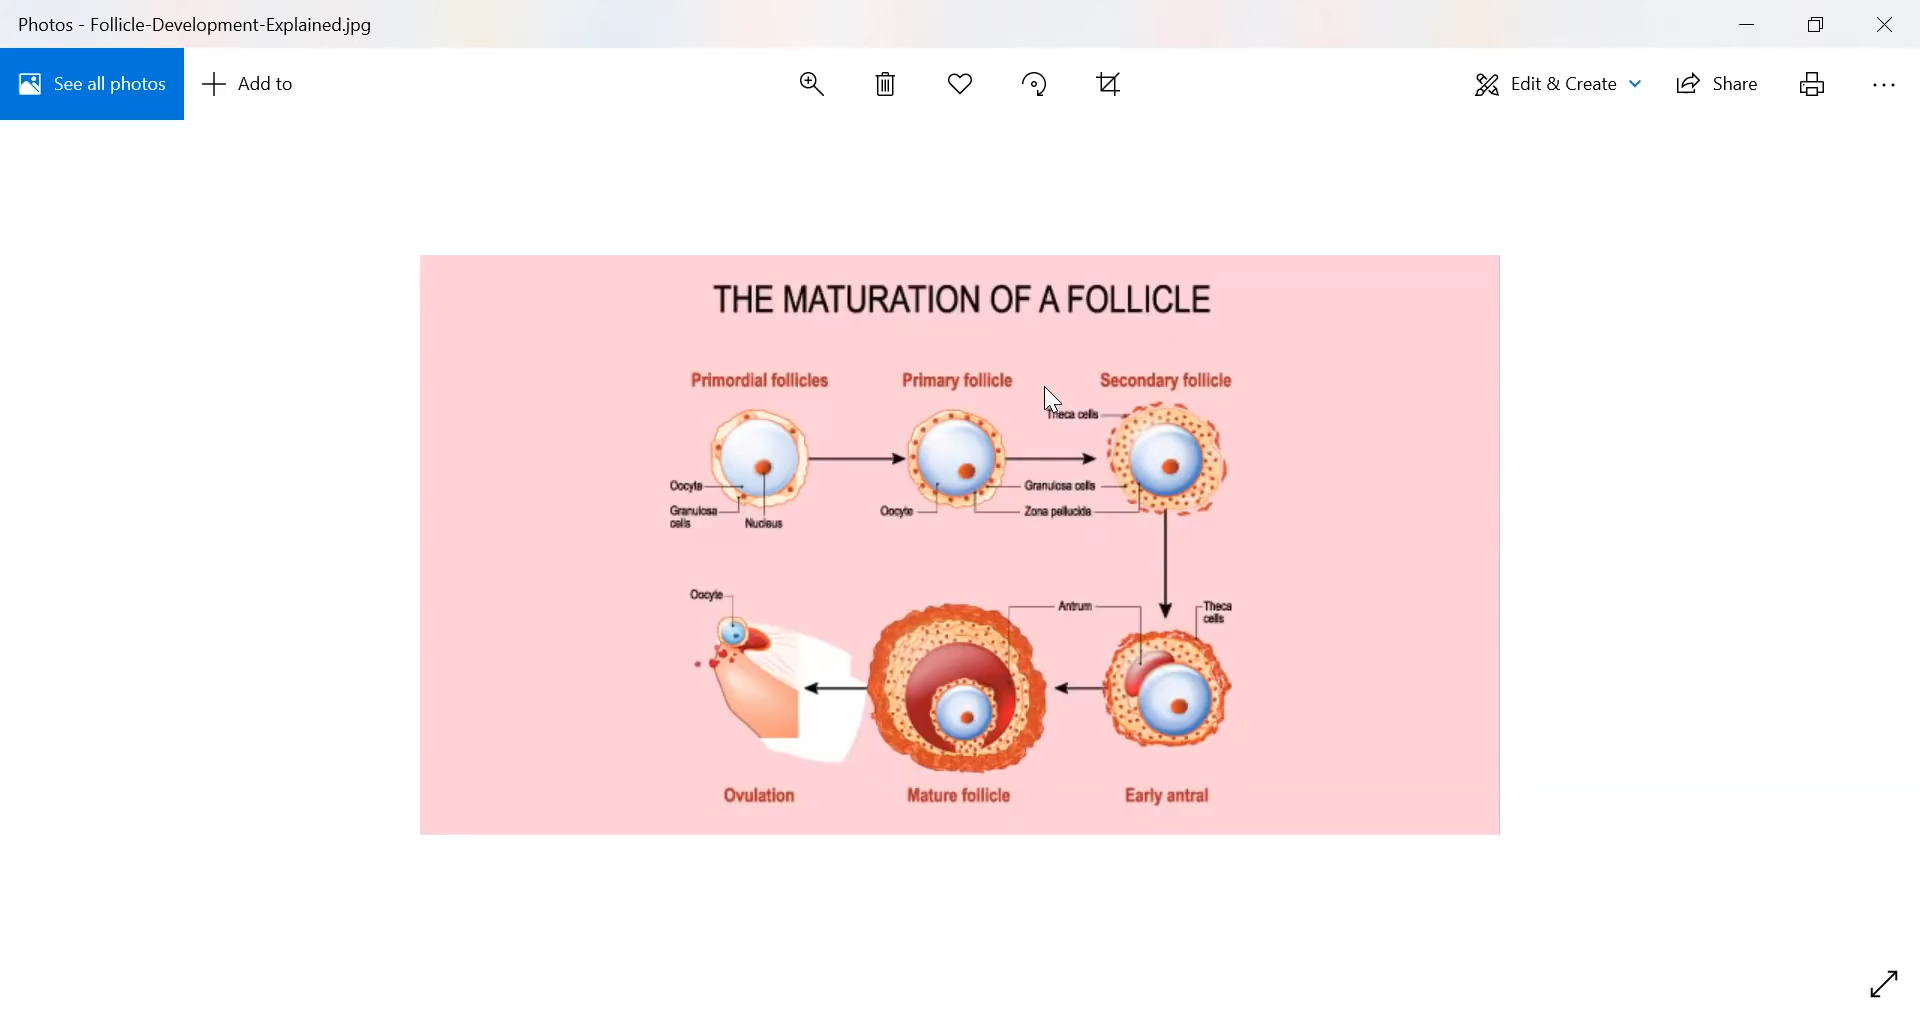 Photos - Follicle-Development-Explained.jpg
See all photos
Add to
Edit & Create
Share
THE MATURATION OF A FOLLICLE
Primordial follicles
Primary follicle
Secondary follicle
Theca cells
Oocyte
Granulosa
cells
Nucleus
Oocyte
Granulosa cells
Zona pellucida
Oocyte
Antrum
Theca
cells
Ovulation
Mature follicle
Early antral